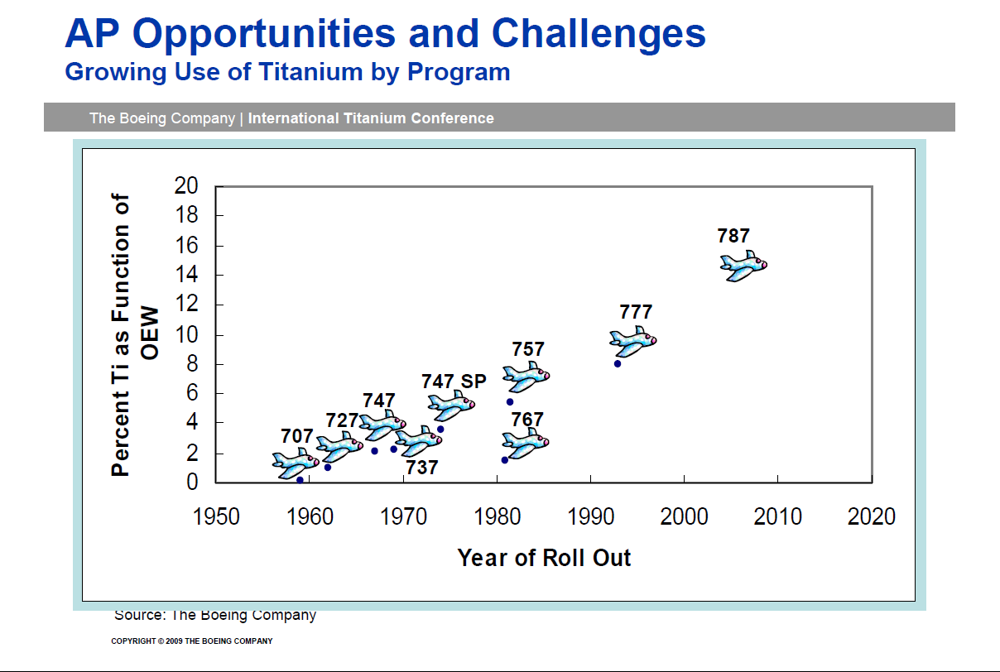 AP Opportunities and Challenges
Growing Use of Titanium by Program
The Boeing Company | International Titanium Conference
Percent Ti as Function of
OEW
20
18
16
14
12
10
8
6
4
2
0
787
777
757
747 SP
747
767
727
707
737
1950 1960 1970 1980 1990 2000 2010 2020
Year of Roll Out
Source: The Boeing Company
COPYRIGHT © 2009 THE BOEING COMPANY